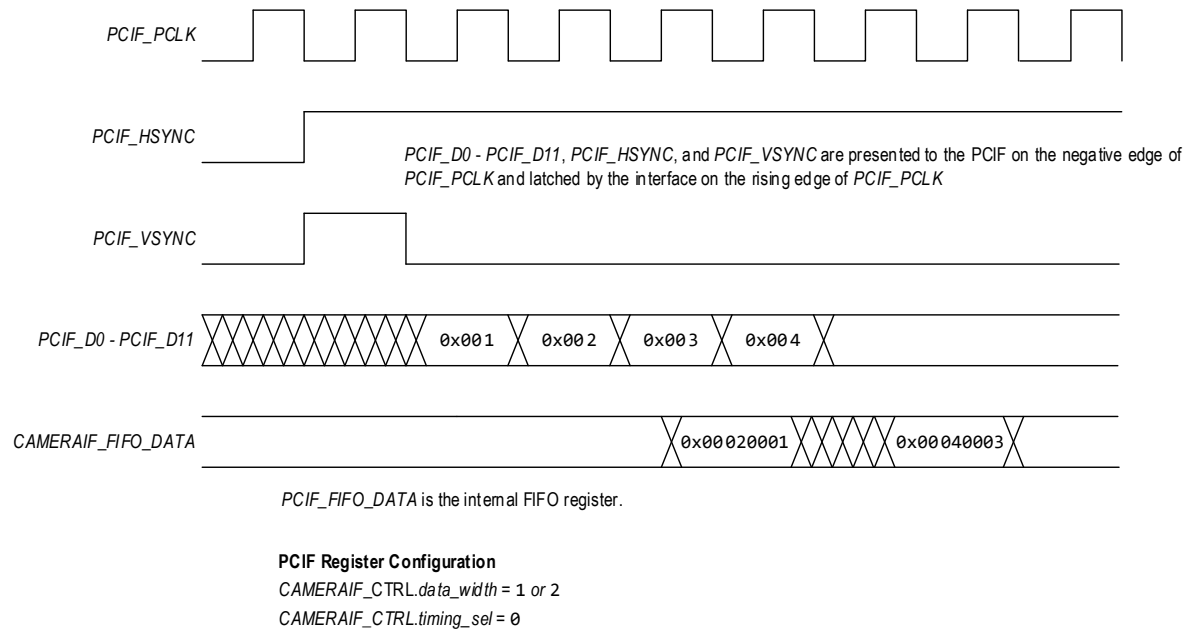 PCIF_PCLK
PCIF_HSYNC
PCIF_D0 - PCIF_D11, PCIF_HSYNC, and PCIF_VSYNC are presented to the PCIF on the negative edge of
PCIF_PCLK and latched by the interface on the rising edge of PCIF_PCLK
PCIF_VSYNC
PCIF_D0 - PCIF_D11 0x001 0x002 0x003 0x004
CAMERAIF_FIFO_DATA 0x00020001 0x00040003
PCIF_FIFO_DATA is the internal FIFO register.
PCIF Register Configuration
CAMERAIF_CTRL.data_width = 1 or 2
CAMERAIF_CTRL.timing_sel = 0